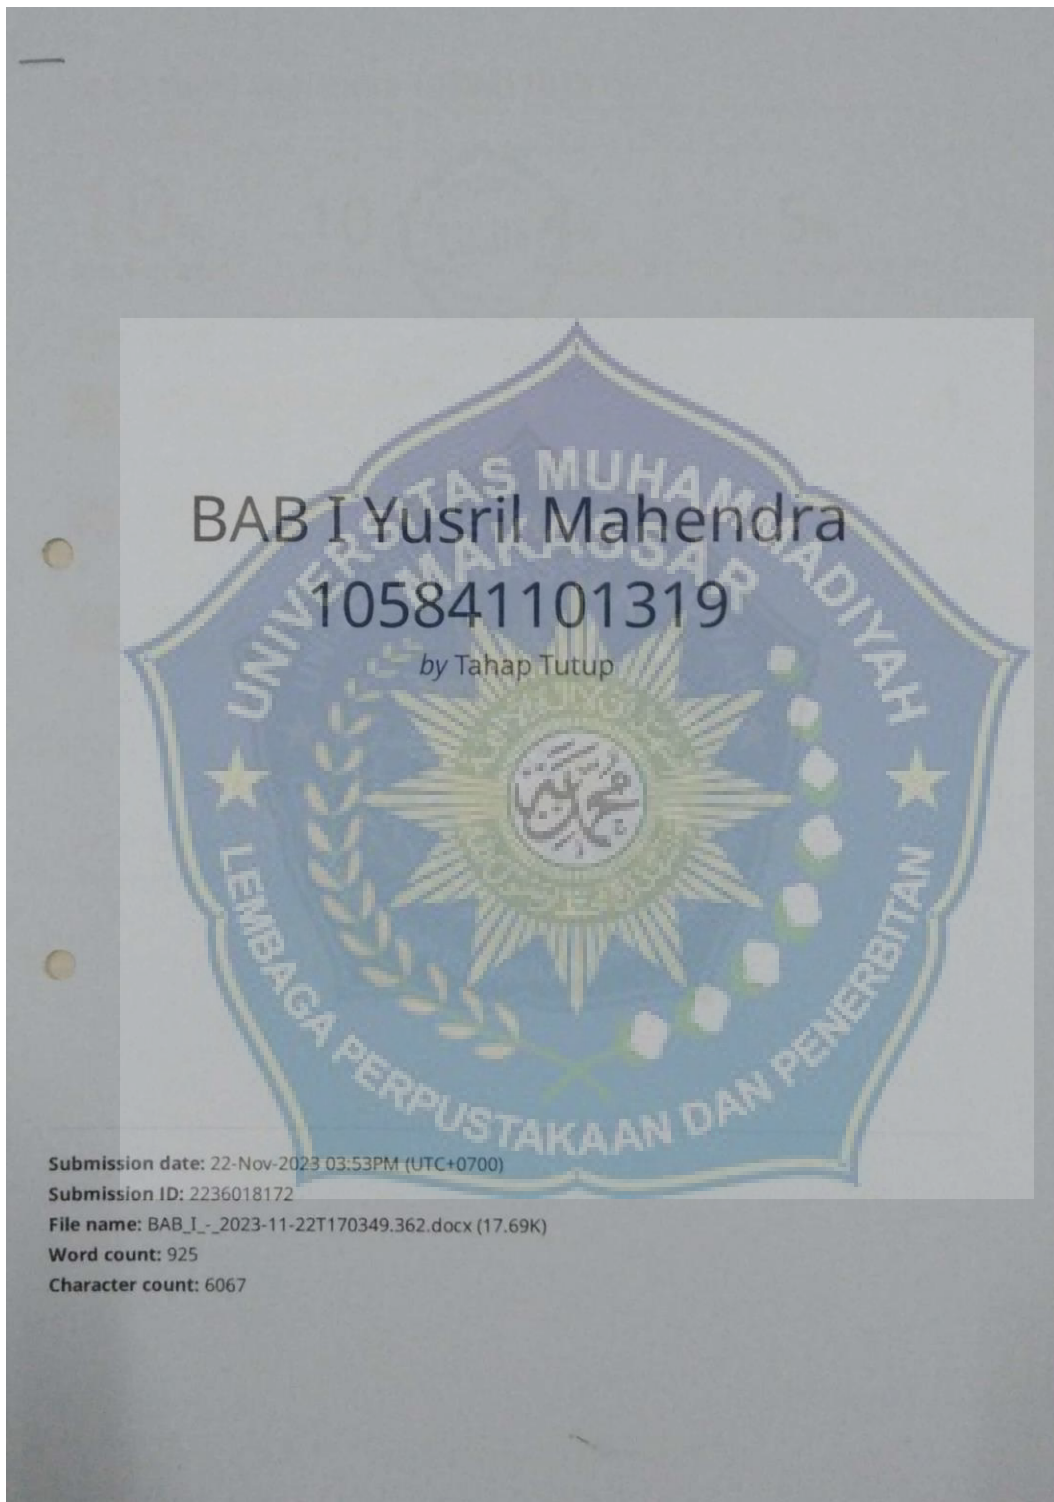 BAB I Yusril Mahendra
105841101319
by Tahap Tutup
UNIVERSITAS MUHAMMADIYAH
MAKASSAR
محمدية
LEMBAGA PERPUSTAKAAN DAN PENERBITAN
Submission date: 22-Nov-2023 03:53PM (UTC+0700)
Submission ID: 2236018172
File name: BAB_I_-_2023-11-22T170349.362.docx (17.69K)
Word count: 925
Character count: 6067